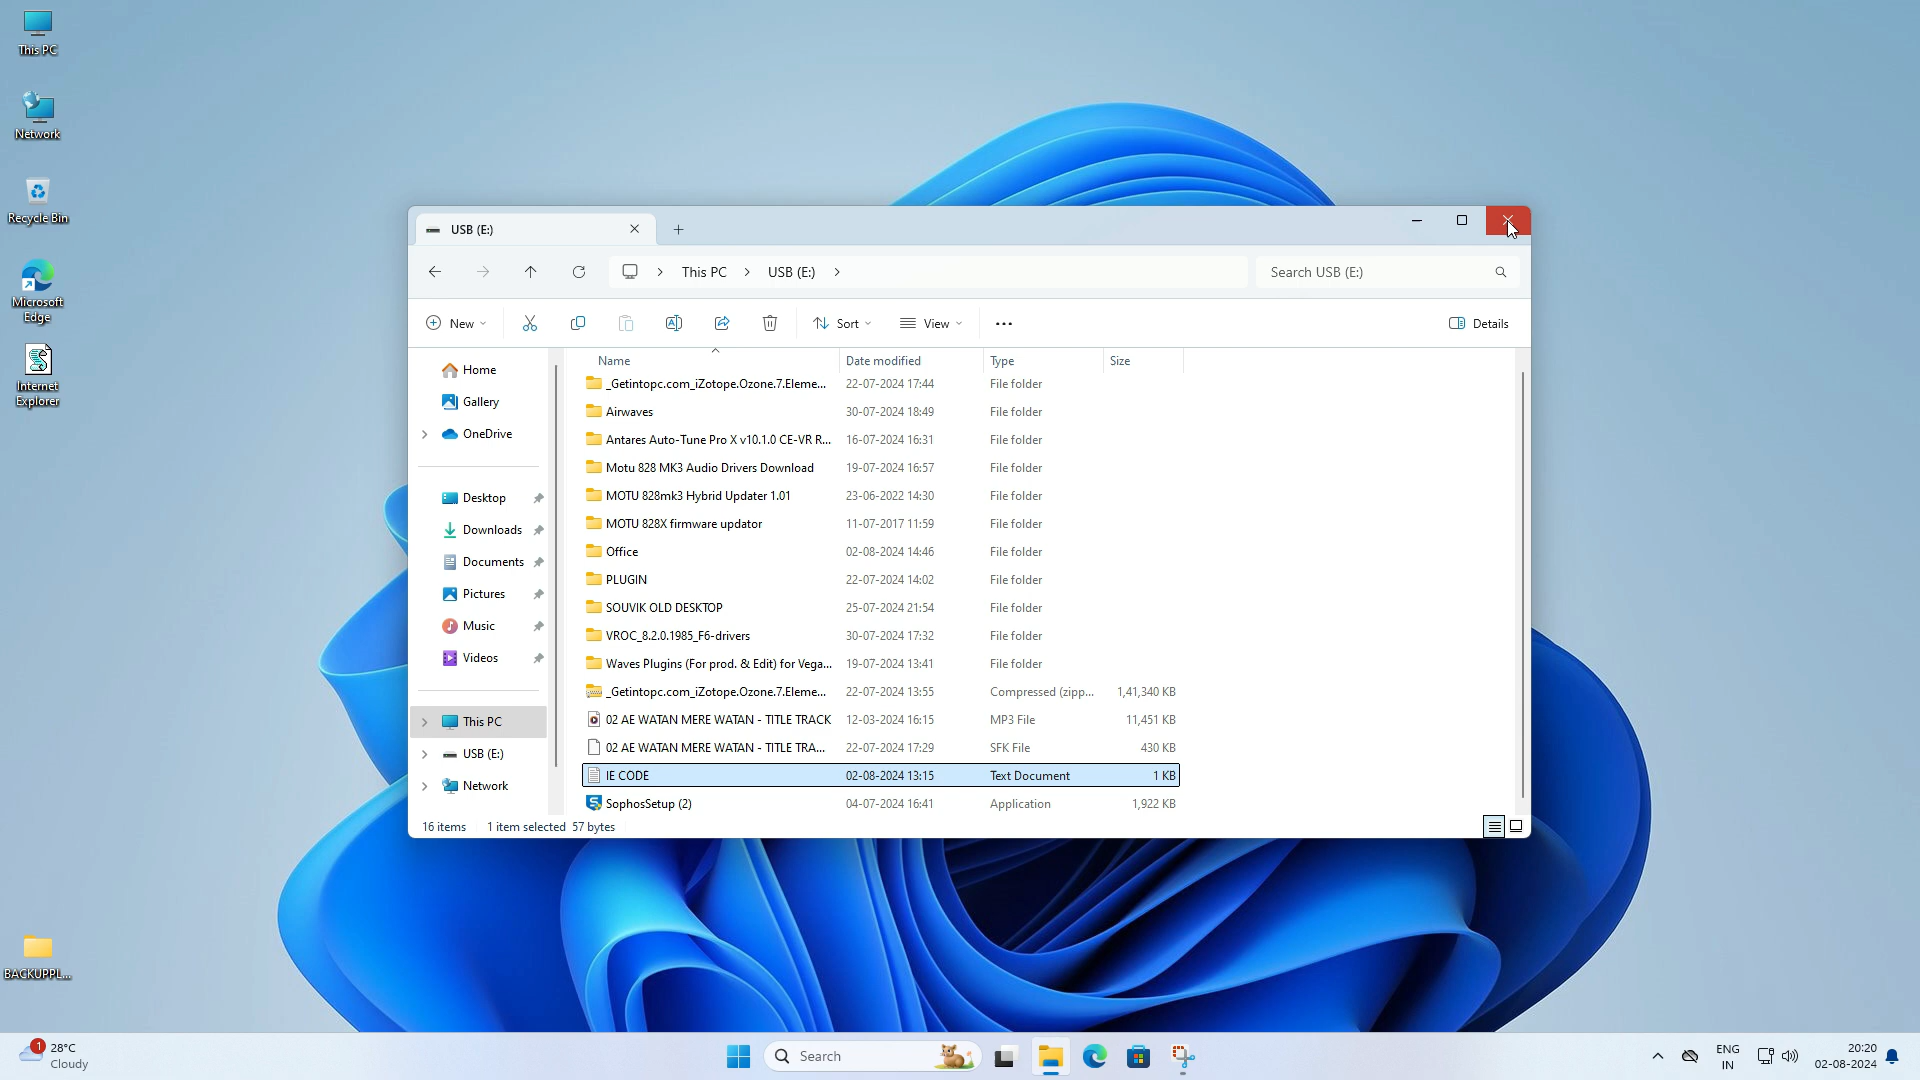 This PC
Network
Recycle Bin
Microsoft
Edge
Internet
Explorer
BACKUPPL...
USB (E:)
This PC
USB (E:)
Search USB (E:)
New
Sort
View
Details
Home
Gallery
OneDrive
Desktop
Downloads
Documents
Pictures
Music
Videos
This PC
USB (E:)
Network
Name Date modified Type Size
_Getintopc.com_iZotope.Ozone.7.Eleme... 22-07-2024 17:44 File folder
Airwaves 30-07-2024 18:49 File folder
Antares Auto-Tune Pro X v10.1.0 CE-VR R... 16-07-2024 16:31 File folder
Motu 828 MK3 Audio Drivers Download 19-07-2024 16:57 File folder
MOTU 828mk3 Hybrid Updater 1.01 23-06-2022 14:30 File folder
MOTU 828X firmware updator 11-07-2017 11:59 File folder
Office 02-08-2024 14:46 File folder
PLUGIN 22-07-2024 14:02 File folder
SOUVIK OLD DESKTOP 25-07-2024 21:54 File folder
VROC_8.2.0.1985_F6-drivers 30-07-2024 17:32 File folder
Waves Plugins (For prod. & Edit) for Vega... 19-07-2024 13:41 File folder
_Getintopc.com_iZotope.Ozone.7.Eleme... 22-07-2024 13:55 Compressed (zipp... 1,41,340 KB
02 AE WATAN MERE WATAN - TITLE TRACK 12-03-2024 16:15 MP3 File 11,451 KB
02 AE WATAN MERE WATAN - TITLE TRA... 22-07-2024 17:29 SFK File 430 KB
IE CODE 02-08-2024 13:15 Text Document 1 KB
SophosSetup (2) 04-07-2024 16:41 Application 1,922 KB
16 items 1 item selected 57 bytes
1
28°C
Cloudy
Search
ENG
IN
20:20
02-08-2024